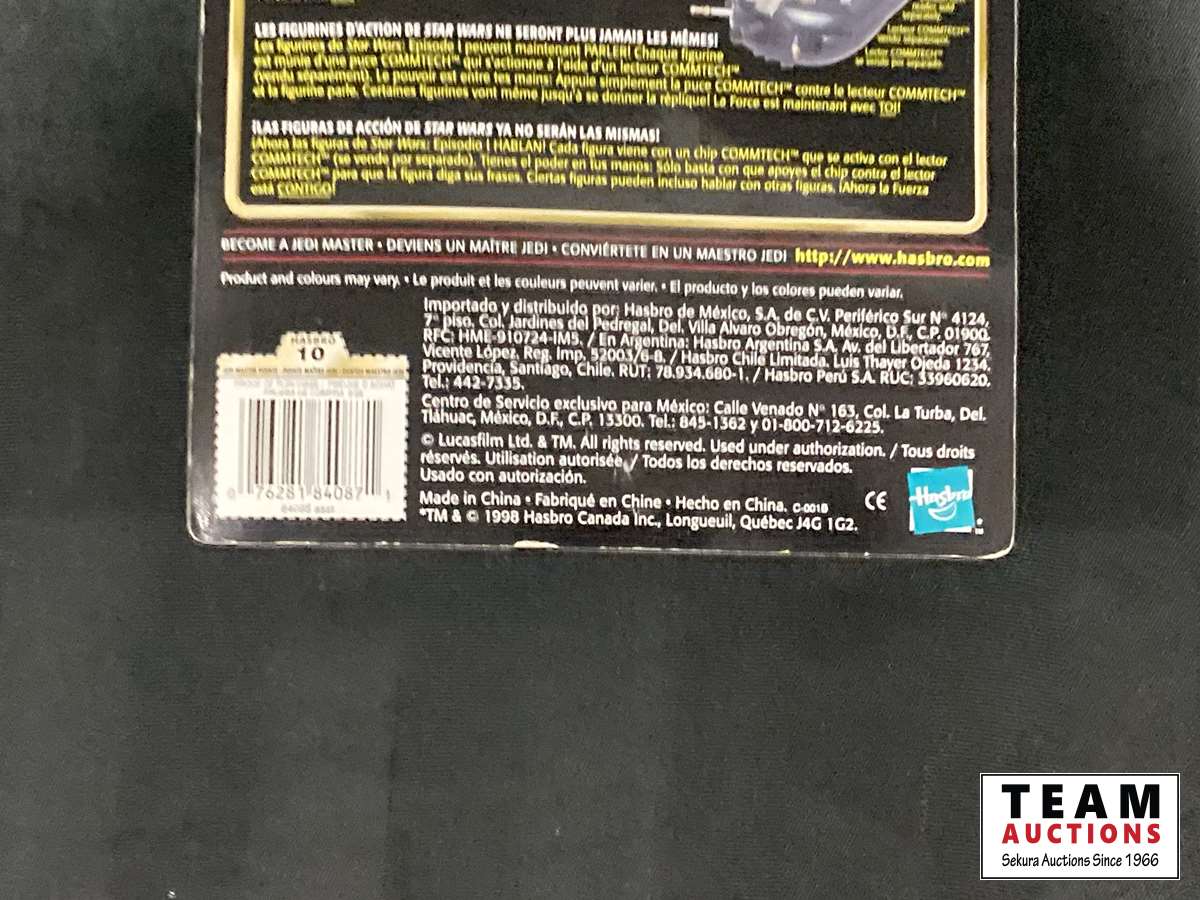 reader sold
separately.
Lecteur COMMTECH™
vendu séparément.
Lector COMMTECH™
se vende por separado.
LES FIGURINES D'ACTION DE STAR WARS NE SERONT PLUS JAMAIS LES MÊMES!
Les figurines de Star Wars: Épisode I peuvent maintenant PARLER! Chaque figurine
est munie d'une puce COMMTECH™ qui s'actionne à l'aide d'un lecteur COMMTECH™
(vendu séparément). Le pouvoir est entre tes mains! Appuie simplement la puce COMMTECH™ contre le lecteur COMMTECH™
et la figurine parle. Certaines figurines vont même jusqu'à se donner la réplique! La Force est maintenant avec TOI!
¡LAS FIGURAS DE ACCIÓN DE STAR WARS YA NO SERÁN LAS MISMAS!
¡Ahora las figuras de Star Wars: Episodio I HABLAN! Cada figura viene con un chip COMMTECH™ que se activa con el lector
COMMTECH™ (se vende por separado). Tienes el poder en tus manos: Sólo basta con que apoyes el chip contra el lector
COMMTECH™ para que la figura diga sus frases. Ciertas figuras pueden incluso hablar con otras figuras. ¡Ahora la Fuerza
está CONTIGO!
BECOME A JEDI MASTER • DEVIENS UN MAÎTRE JEDI • CONVIÉRTETE EN UN MAESTRO JEDI http://www.hasbro.com
Product and colours may vary. • Le produit et les couleurs peuvent varier. • El producto y los colores pueden variar.
Importado y distribuido por: Hasbro de México, S.A. de C.V. Periférico Sur N° 4124,
7° piso, Col. Jardines del Pedregal, Del. Villa Alvaro Obregón, México, D.F., C.P. 01900.
RFC: HME-910724-IM5. / En Argentina: Hasbro Argentina S.A. Av. del Libertador 767,
Vicente López, Reg. Imp. 52003/6-8. / Hasbro Chile Limitada. Luis Thayer Ojeda 1234.
Providencia, Santiago, Chile. RUT: 78.934.680-1. / Hasbro Perú S.A. RUC: 33960620.
Tel.: 442-7335.
Centro de Servicio exclusivo para México: Calle Venado N° 163, Col. La Turba, Del.
Tláhuac, México, D.F., C.P. 13300. Tel.: 845-1362 y 01-800-712-6225.
© Lucasfilm Ltd. & TM. All rights reserved. Used under authorization. / Tous droits
réservés. Utilisation autorisée / Todos los derechos reservados.
Usado con autorización.
Made in China • Fabriqué en Chine • Hecho en China. C-001B
*TM & © 1998 Hasbro Canada Inc., Longueuil, Québec J4G 1G2.
CE
Hasbro
HASBRO
10
0 76281 84087 1
TEAM
AUCTIONS
Sekura Auctions Since 1966